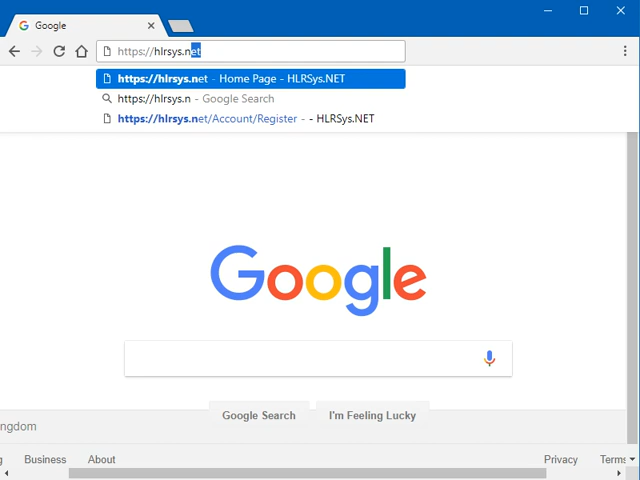 Google
https://hlrsys.net
https://hlrsys.net - Home Page - HLRSys.NET
https://hlrsys.n - Google Search
https://hlrsys.net/Account/Register - - HLRSys.NET
Google
Google Search I'm Feeling Lucky
ngdom
g Business About Privacy Terms